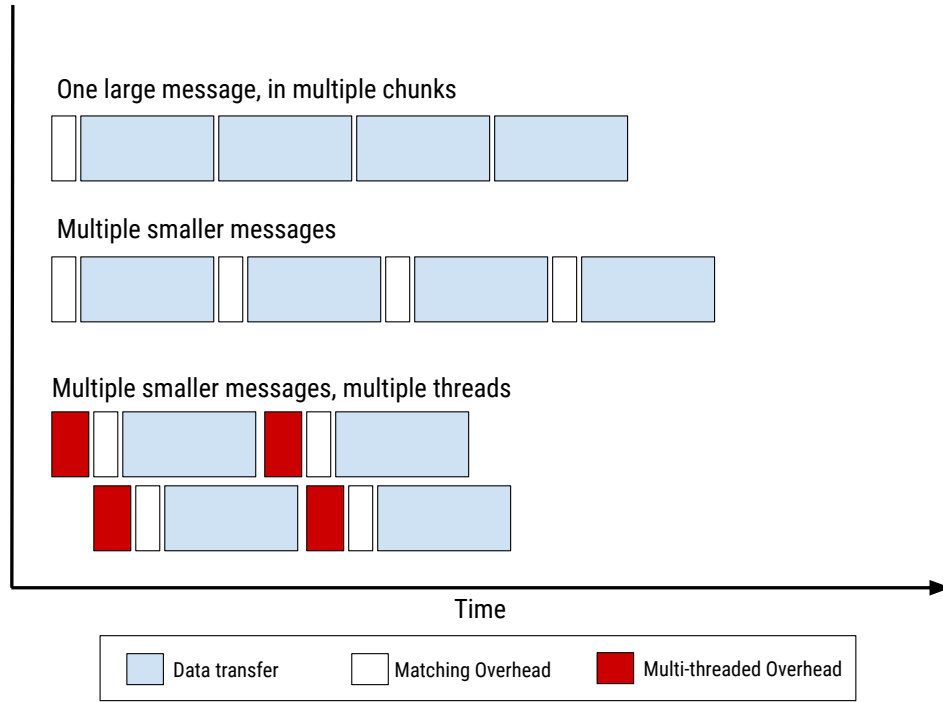 One large message, in multiple chunks
Multiple smaller messages
Multiple smaller messages, multiple threads
Time
Data transfer
Matching Overhead
Multi-threaded Overhead